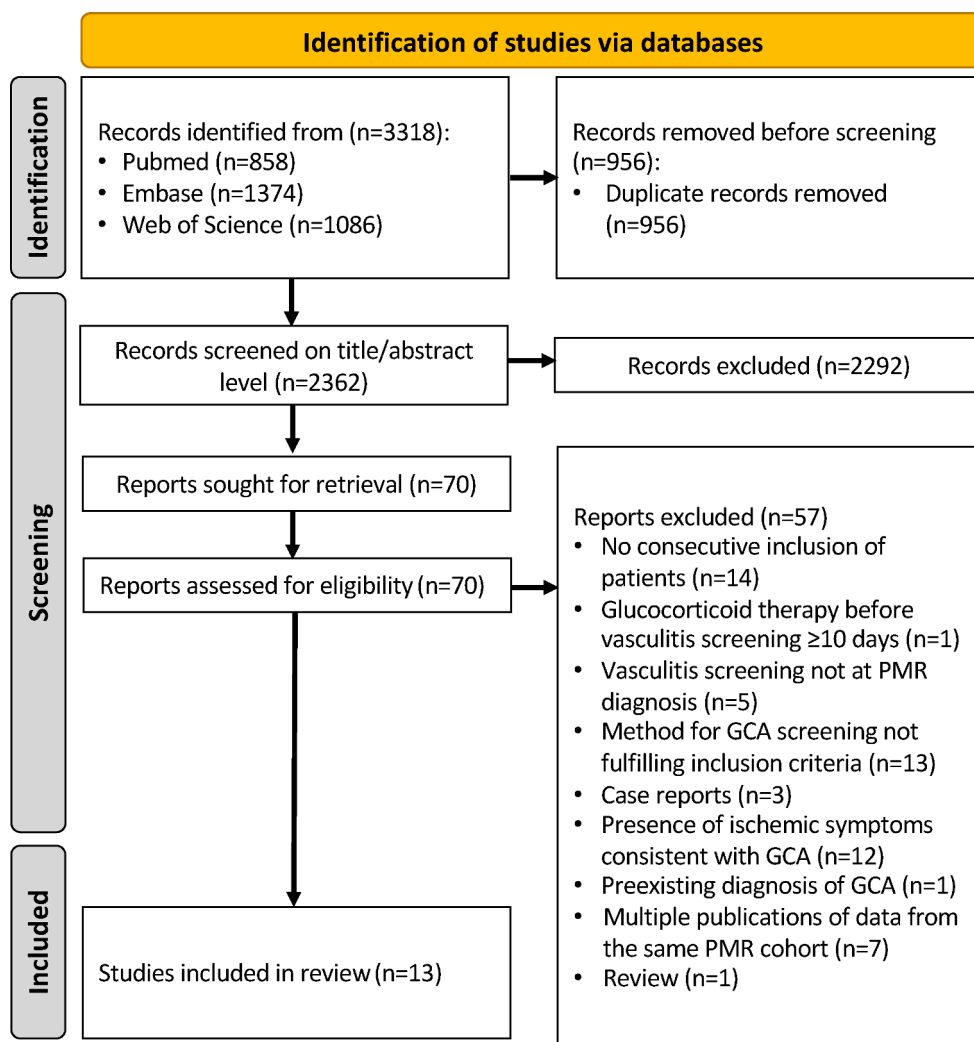 Identification of studies via databases
Identification
Records identified from (n=3318):
• Pubmed (n=858)
• Embase (n=1374)
• Web of Science (n=1086)
Records removed before screening
(n=956):
• Duplicate records removed
(n=956)
Screening
Records screened on title/abstract
level (n=2362)
Records excluded (n=2292)
Reports sought for retrieval (n=70)
Reports assessed for eligibility (n=70)
Reports excluded (n=57)
• No consecutive inclusion of
patients (n=14)
• Glucocorticoid therapy before
vasculitis screening ≥10 days (n=1)
• Vasculitis screening not at PMR
diagnosis (n=5)
• Method for GCA screening not
fulfilling inclusion criteria (n=13)
• Case reports (n=3)
• Presence of ischemic symptoms
consistent with GCA (n=12)
• Preexisting diagnosis of GCA (n=1)
• Multiple publications of data from
the same PMR cohort (n=7)
• Review (n=1)
Included
Studies included in review (n=13)